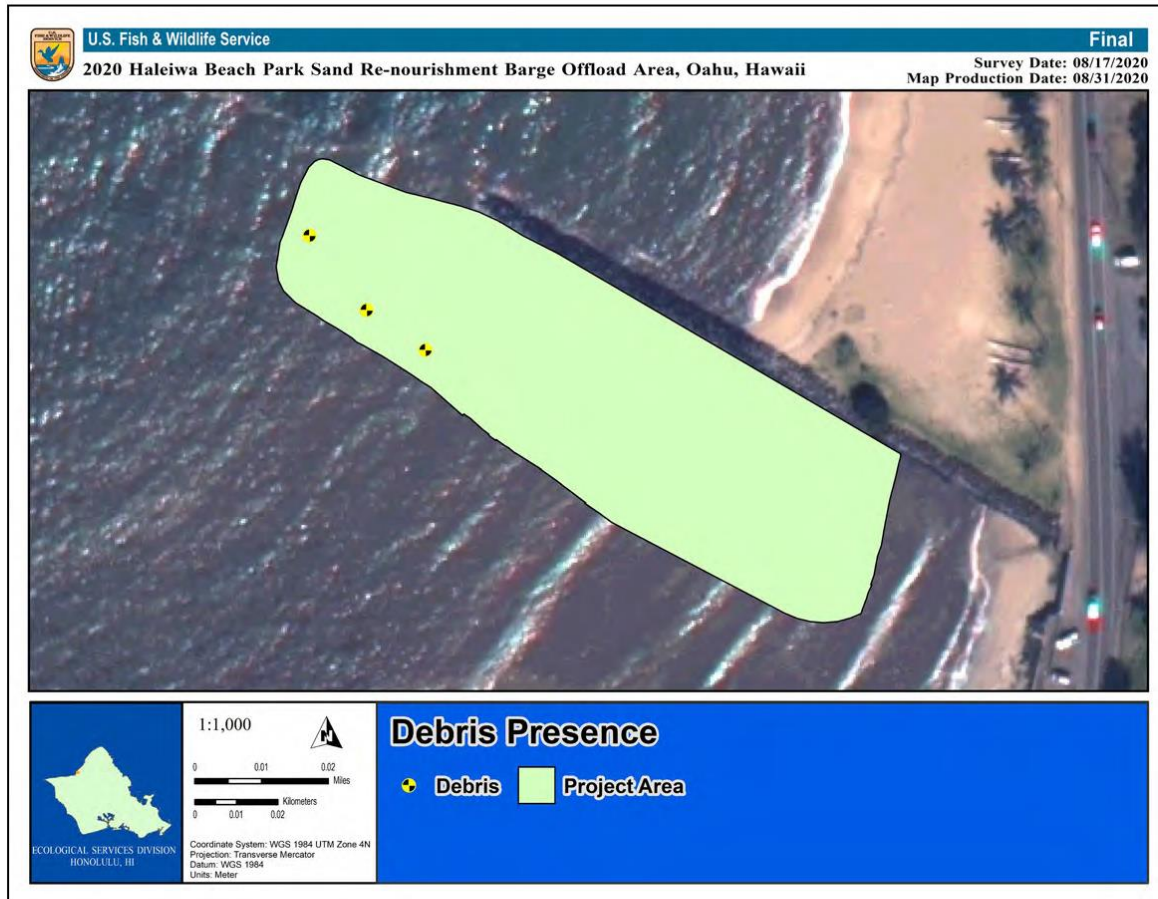 U.S. FISH & WILDLIFE SERVICE
U.S. Fish & Wildlife Service
Final
2020 Haleiwa Beach Park Sand Re-nourishment Barge Offload Area, Oahu, Hawaii
Survey Date: 08/17/2020
Map Production Date: 08/31/2020
1:1,000
N
0 0.01 0.02
Miles
Kilometers
0 0.01 0.02
Coordinate System: WGS 1984 UTM Zone 4N
Projection: Transverse Mercator
Datum: WGS 1984
Units: Meter
ECOLOGICAL SERVICES DIVISION
HONOLULU, HI
Debris Presence
Debris
Project Area